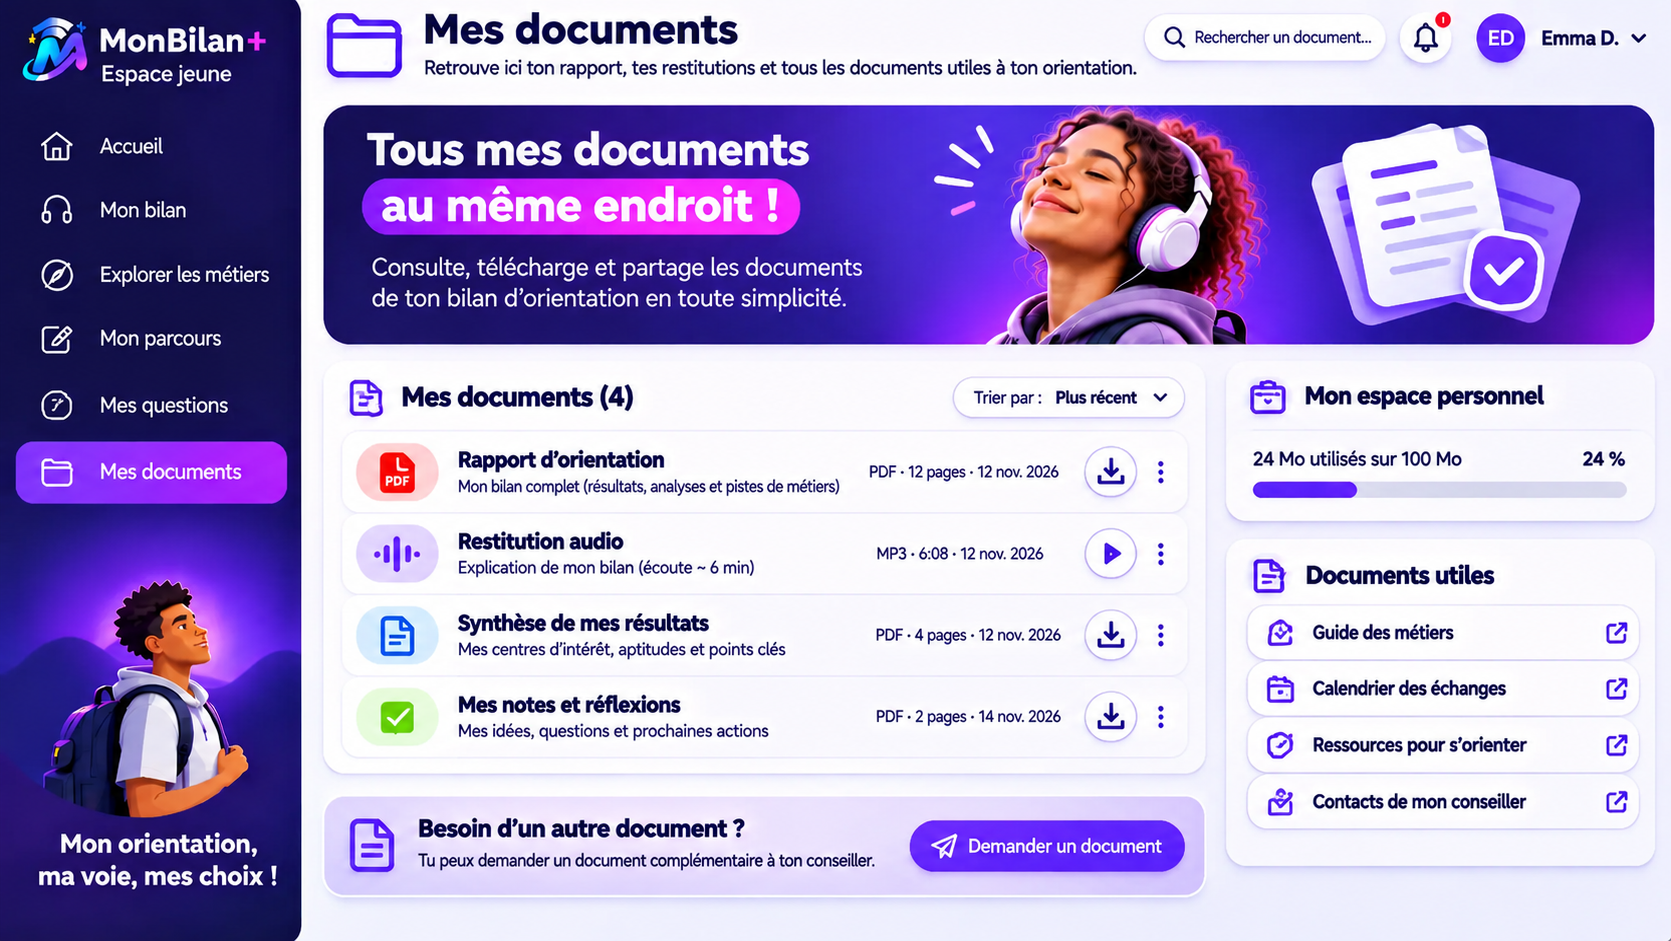 MonBilan+
Espace jeune
Accueil
Mon bilan
Explorer les métiers
Mon parcours
Mes questions
Mes documents
Mon orientation,
ma voie, mes choix !
Mes documents
Retrouve ici ton rapport, tes restitutions et tous les documents utiles à ton orientation.
Rechercher un document...
ED
Emma D.
Tous mes documents
au même endroit !
Consulte, télécharge et partage les documents
de ton bilan d’orientation en toute simplicité.
Mes documents (4)
Trier par : Plus récent
PDF
Rapport d’orientation
Mon bilan complet (résultats, analyses et pistes de métiers)
PDF · 12 pages · 12 nov. 2026
Restitution audio
Explication de mon bilan (écoute ~ 6 min)
MP3 · 6:08 · 12 nov. 2026
Synthèse de mes résultats
Mes centres d’intérêt, aptitudes et points clés
PDF · 4 pages · 12 nov. 2026
Mes notes et réflexions
Mes idées, questions et prochaines actions
PDF · 2 pages · 14 nov. 2026
Besoin d’un autre document ?
Tu peux demander un document complémentaire à ton conseiller.
Demander un document
Mon espace personnel
24 Mo utilisés sur 100 Mo
24 %
Documents utiles
Guide des métiers
Calendrier des échanges
Ressources pour s’orienter
Contacts de mon conseiller